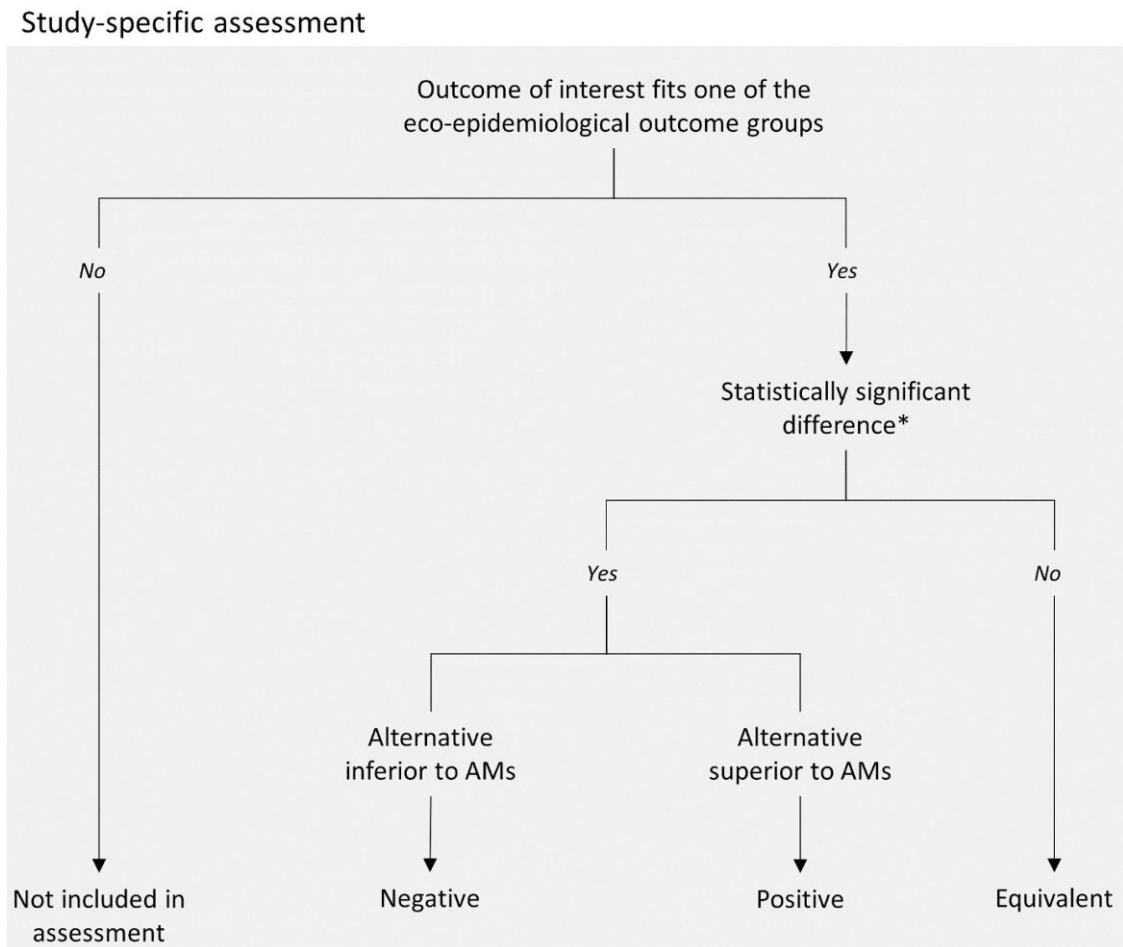 Study-specific assessment
Outcome of interest fits one of the
eco-epidemiological outcome groups
No
Yes
Statistically significant
difference*
Yes
No
Alternative
inferior to AMs
Alternative
superior to AMs
Not included in
assessment
Negative
Positive
Equivalent